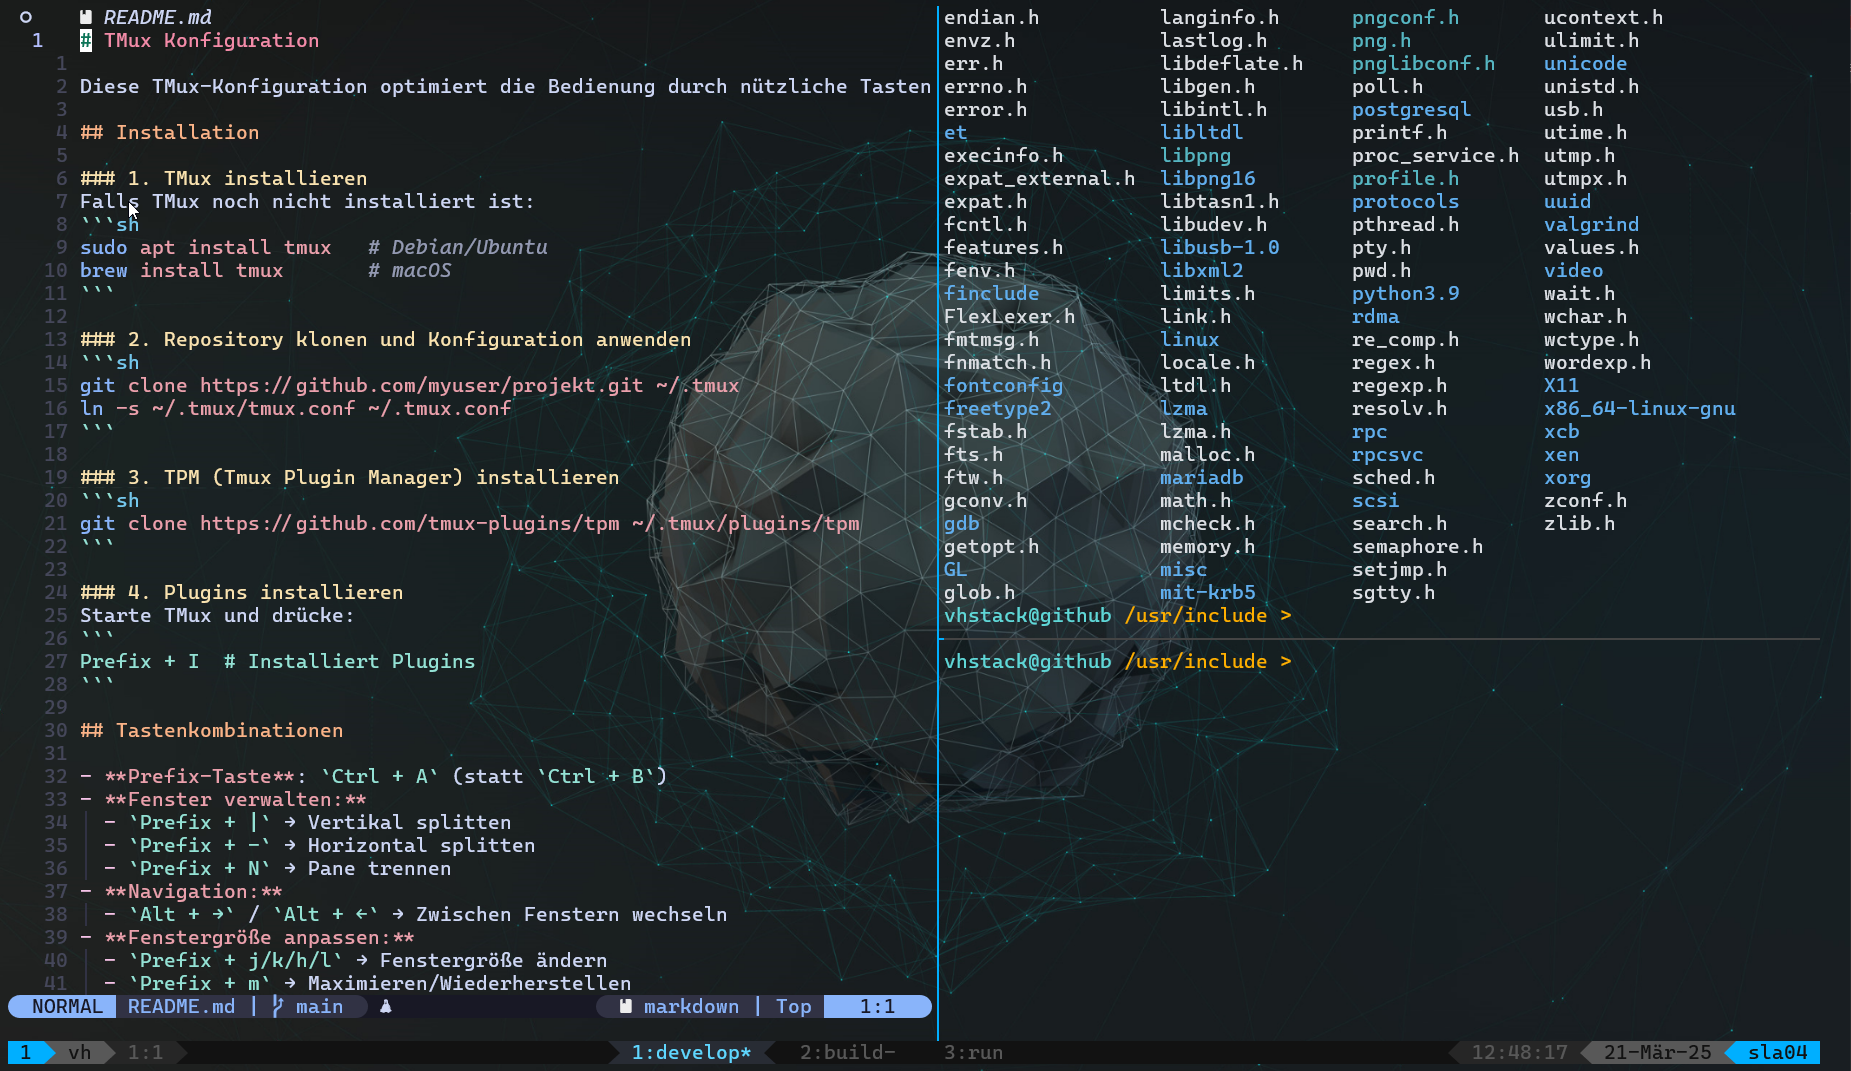 README.md
1 # TMux Konfiguration
1
2 Diese TMux-Konfiguration optimiert die Bedienung durch nützliche Tasten
3
4 ## Installation
5
6 ### 1. TMux installieren
7 Falls TMux noch nicht installiert ist:
8 ```sh
9 sudo apt install tmux # Debian/Ubuntu
10 brew install tmux # macOS
11 ```
12
13 ### 2. Repository klonen und Konfiguration anwenden
14 ```sh
15 git clone https://github.com/myuser/projekt.git ~/.tmux
16 ln -s ~/.tmux/tmux.conf ~/.tmux.conf
17 ```
18
19 ### 3. TPM (Tmux Plugin Manager) installieren
20 ```sh
21 git clone https://github.com/tmux-plugins/tpm ~/.tmux/plugins/tpm
22 ```
23
24 ### 4. Plugins installieren
25 Starte TMux und drücke:
26 ```
27 Prefix + I # Installiert Plugins
28 ```
29
30 ## Tastenkombinationen
31
32 - **Prefix-Taste**: `Ctrl + A` (statt `Ctrl + B`)
33 - **Fenster verwalten:**
34 - `Prefix + |` → Vertikal splitten
35 - `Prefix + -` → Horizontal splitten
36 - `Prefix + N` → Pane trennen
37 - **Navigation:**
38 - `Alt + →` / `Alt + ←` → Zwischen Fenstern wechseln
39 - **Fenstergröße anpassen:**
40 - `Prefix + j/k/h/l` → Fenstergröße ändern
41 - `Prefix + m` → Maximieren/Wiederherstellen
NORMAL README.md | main markdown | Top 1:1
endian.h langinfo.h pngconf.h ucontext.h
envz.h lastlog.h png.h ulimit.h
err.h libdeflate.h pnglibconf.h unicode
errno.h libgen.h poll.h unistd.h
error.h libintl.h postgresql usb.h
et libltdl printf.h utime.h
execinfo.h libpng proc_service.h utmp.h
expat_external.h libpng16 profile.h utmpx.h
expat.h libtasn1.h protocols uuid
fcntl.h libudev.h pthread.h valgrind
features.h libusb-1.0 pty.h values.h
fenv.h libxml2 pwd.h video
finclude limits.h python3.9 wait.h
FlexLexer.h link.h rdma wchar.h
fmtmsg.h linux re_comp.h wctype.h
fnmatch.h locale.h regex.h wordexp.h
fontconfig ltdl.h regexp.h X11
freetype2 lzma resolv.h x86_64-linux-gnu
fstab.h lzma.h rpc xcb
fts.h malloc.h rpcsvc xen
ftw.h mariadb sched.h xorg
gconv.h math.h scsi zconf.h
gdb mcheck.h search.h zlib.h
getopt.h memory.h semaphore.h
GL misc setjmp.h
glob.h mit-krb5 sgtty.h
vhstack@github /usr/include >
vhstack@github /usr/include >
1 vh 1:1 1:develop* 2:build- 3:run 12:48:17 21-Mär-25 sla04